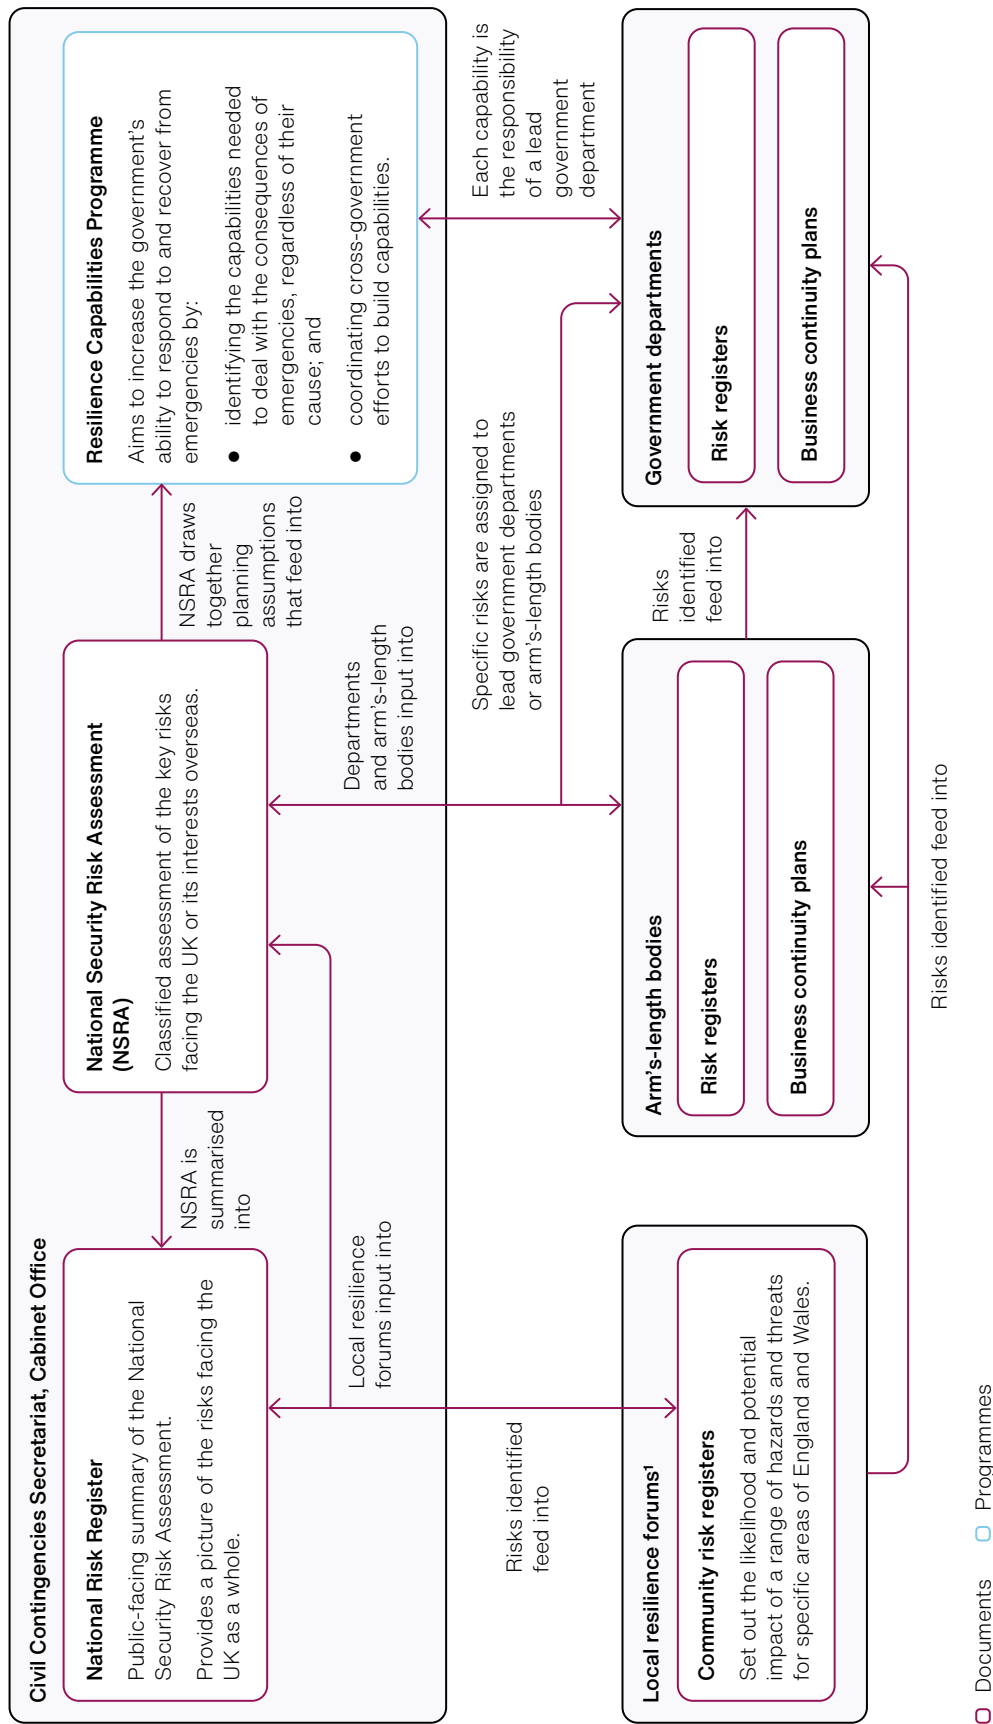 Civil Contingencies Secretariat, Cabinet Office
National Risk Register
Public-facing summary of the National
Security Risk Assessment.
Provides a picture of the risks facing the
UK as a whole.
NSRA is
summarised
into
National Security Risk Assessment
(NSRA)
Classified assessment of the key risks
facing the UK or its interests overseas.
NSRA draws
together
planning
assumptions
that feed into
Resilience Capabilities Programme
Aims to increase the government's
ability to respond to and recover from
emergencies by:
● identifying the capabilities needed
to deal with the consequences of
emergencies, regardless of their
cause; and
● coordinating cross-government
efforts to build capabilities.
Local resilience
forums input into
Departments
and arm's-length
bodies input into
Risks identified
feed into
Specific risks are assigned to
lead government departments
or arm's-length bodies
Each capability is
the responsibility
of a lead
government
department
Local resilience forums¹
Community risk registers
Set out the likelihood and potential
impact of a range of hazards and threats
for specific areas of England and Wales.
Arm's-length bodies
Risk registers
Business continuity plans
Risks
identified
feed into
Government departments
Risk registers
Business continuity plans
Risks identified feed into
Documents
Programmes